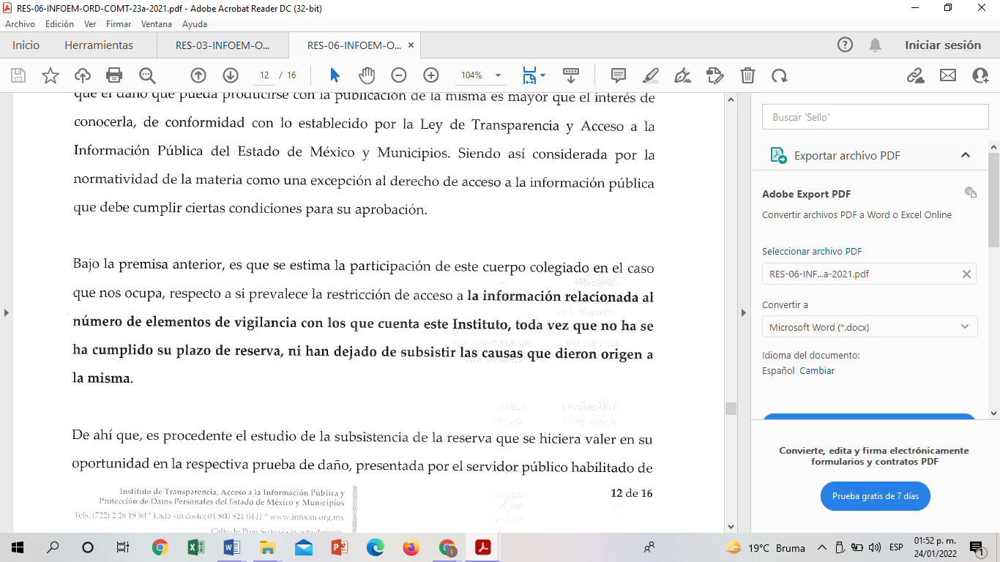 RES-06-INFOEM-ORD-COMT-23a-2021.pdf - Adobe Acrobat Reader DC (32-bit)
Archivo Edición Ver Firmar Ventana Ayuda
Inicio Herramientas RES-03-INFOEM-O... RES-06-INFOEM-O... × Iniciar sesión
12 / 16 104%
que el daño que pueda producirse con la publicación de la misma es mayor que el interés de
conocerla, de conformidad con lo establecido por la Ley de Transparencia y Acceso a la
Información Pública del Estado de México y Municipios. Siendo así considerada por la
normatividad de la materia como una excepción al derecho de acceso a la información pública
que debe cumplir ciertas condiciones para su aprobación.
Bajo la premisa anterior, es que se estima la participación de este cuerpo colegiado en el caso
que nos ocupa, respecto a si prevalece la restricción de acceso a la información relacionada al
número de elementos de vigilancia con los que cuenta este Instituto, toda vez que no ha se
ha cumplido su plazo de reserva, ni han dejado de subsistir las causas que dieron origen a
la misma.
De ahí que, es procedente el estudio de la subsistencia de la reserva que se hiciera valer en su
oportunidad en la respectiva prueba de daño, presentada por el servidor público habilitado de
Instituto de Transparencia, Acceso a la Información Pública y
Protección de Datos Personales del Estado de México y Municipios
Tels. (722) 2 26 19 80 * Lada sin costo: 01 800 821 0441 * www.infoem.org.mx
Calle de Pino Suárez
12 de 16
Buscar 'Sello'
Exportar archivo PDF
Adobe Export PDF
Convertir archivos PDF a Word o Excel Online
Seleccionar archivo PDF
RES-06-INF...a-2021.pdf
Convertir a
Microsoft Word (*.docx)
Idioma del documento:
Español Cambiar
Convierte, edita y firma electrónicamente
formularios y contratos PDF
Prueba gratis de 7 días
19°C Bruma ESP 01:52 p. m.
24/01/2022
1